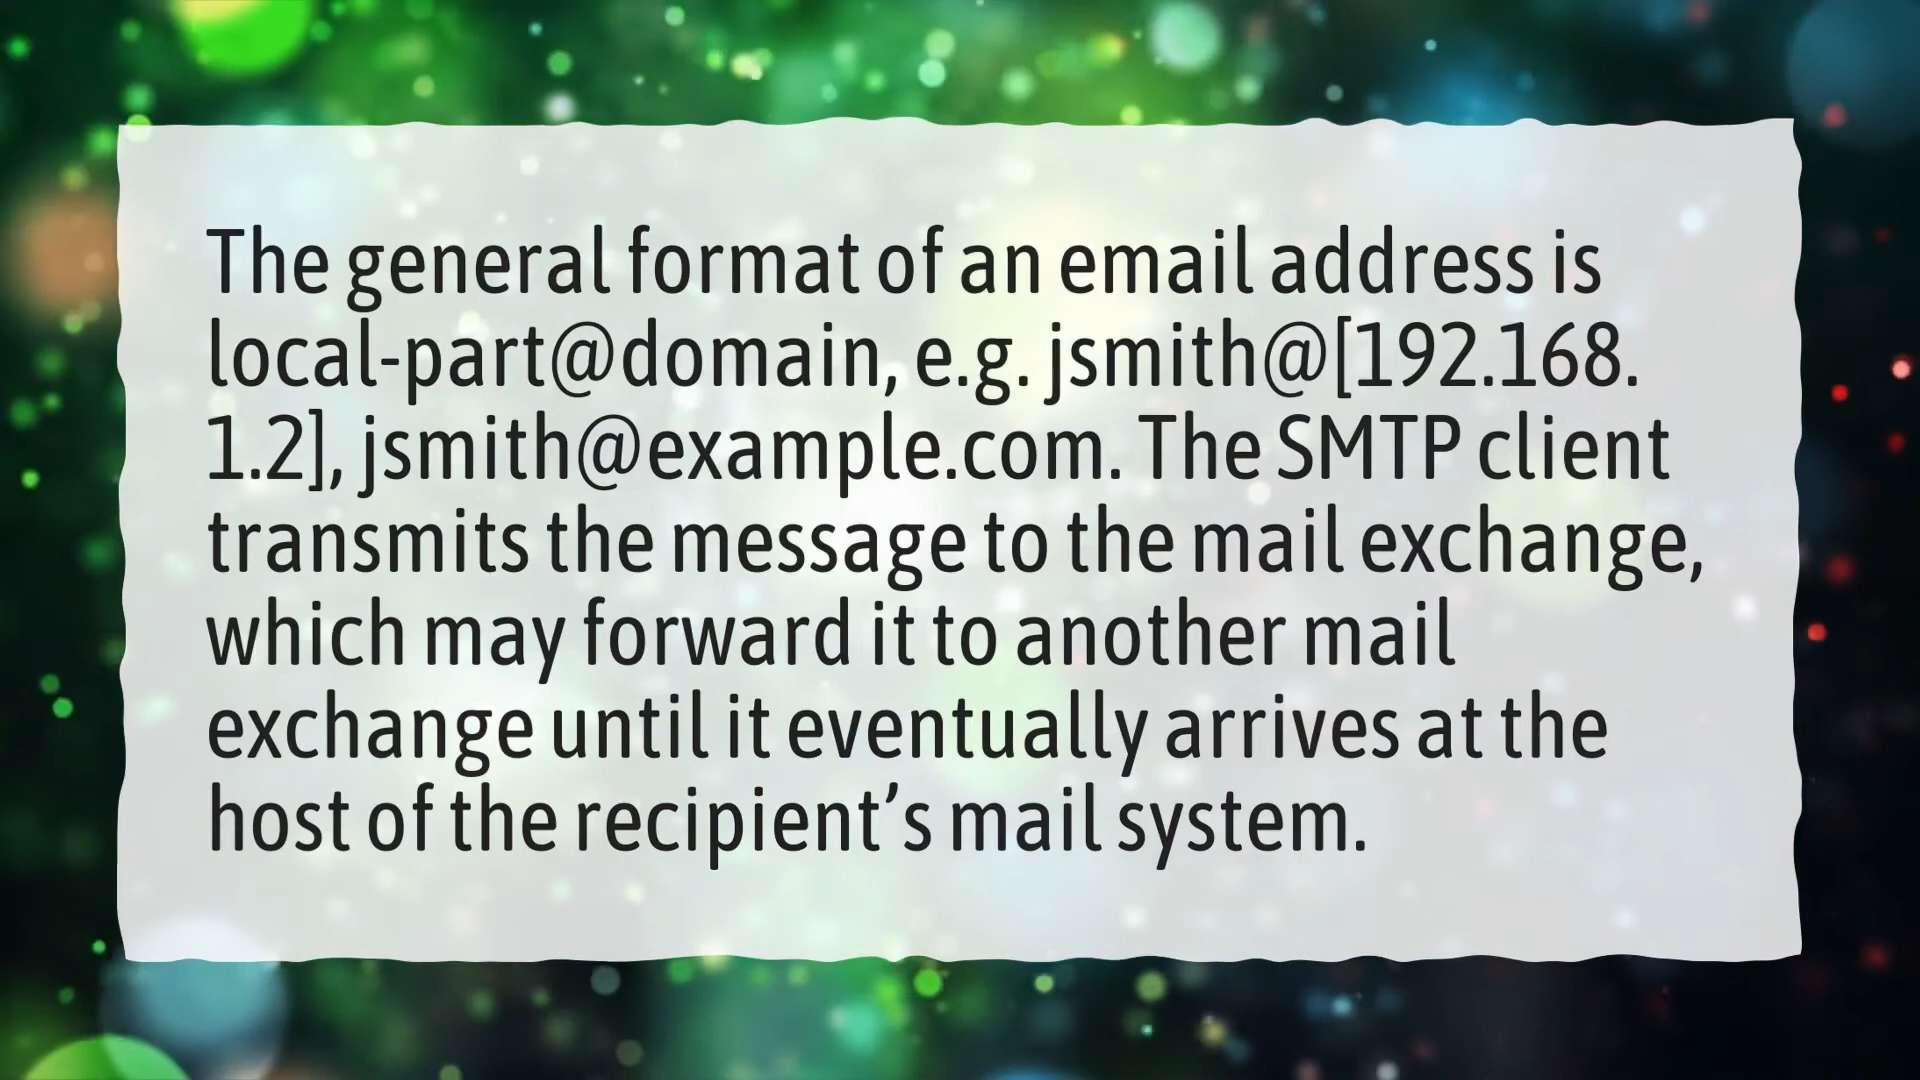 The general format of an email address is
local-part@domain, e.g. jsmith@[192.168.
1.2], jsmith@example.com. The SMTP client
transmits the message to the mail exchange,
which may forward it to another mail
exchange until it eventually arrives at the
host of the recipient’s mail system.